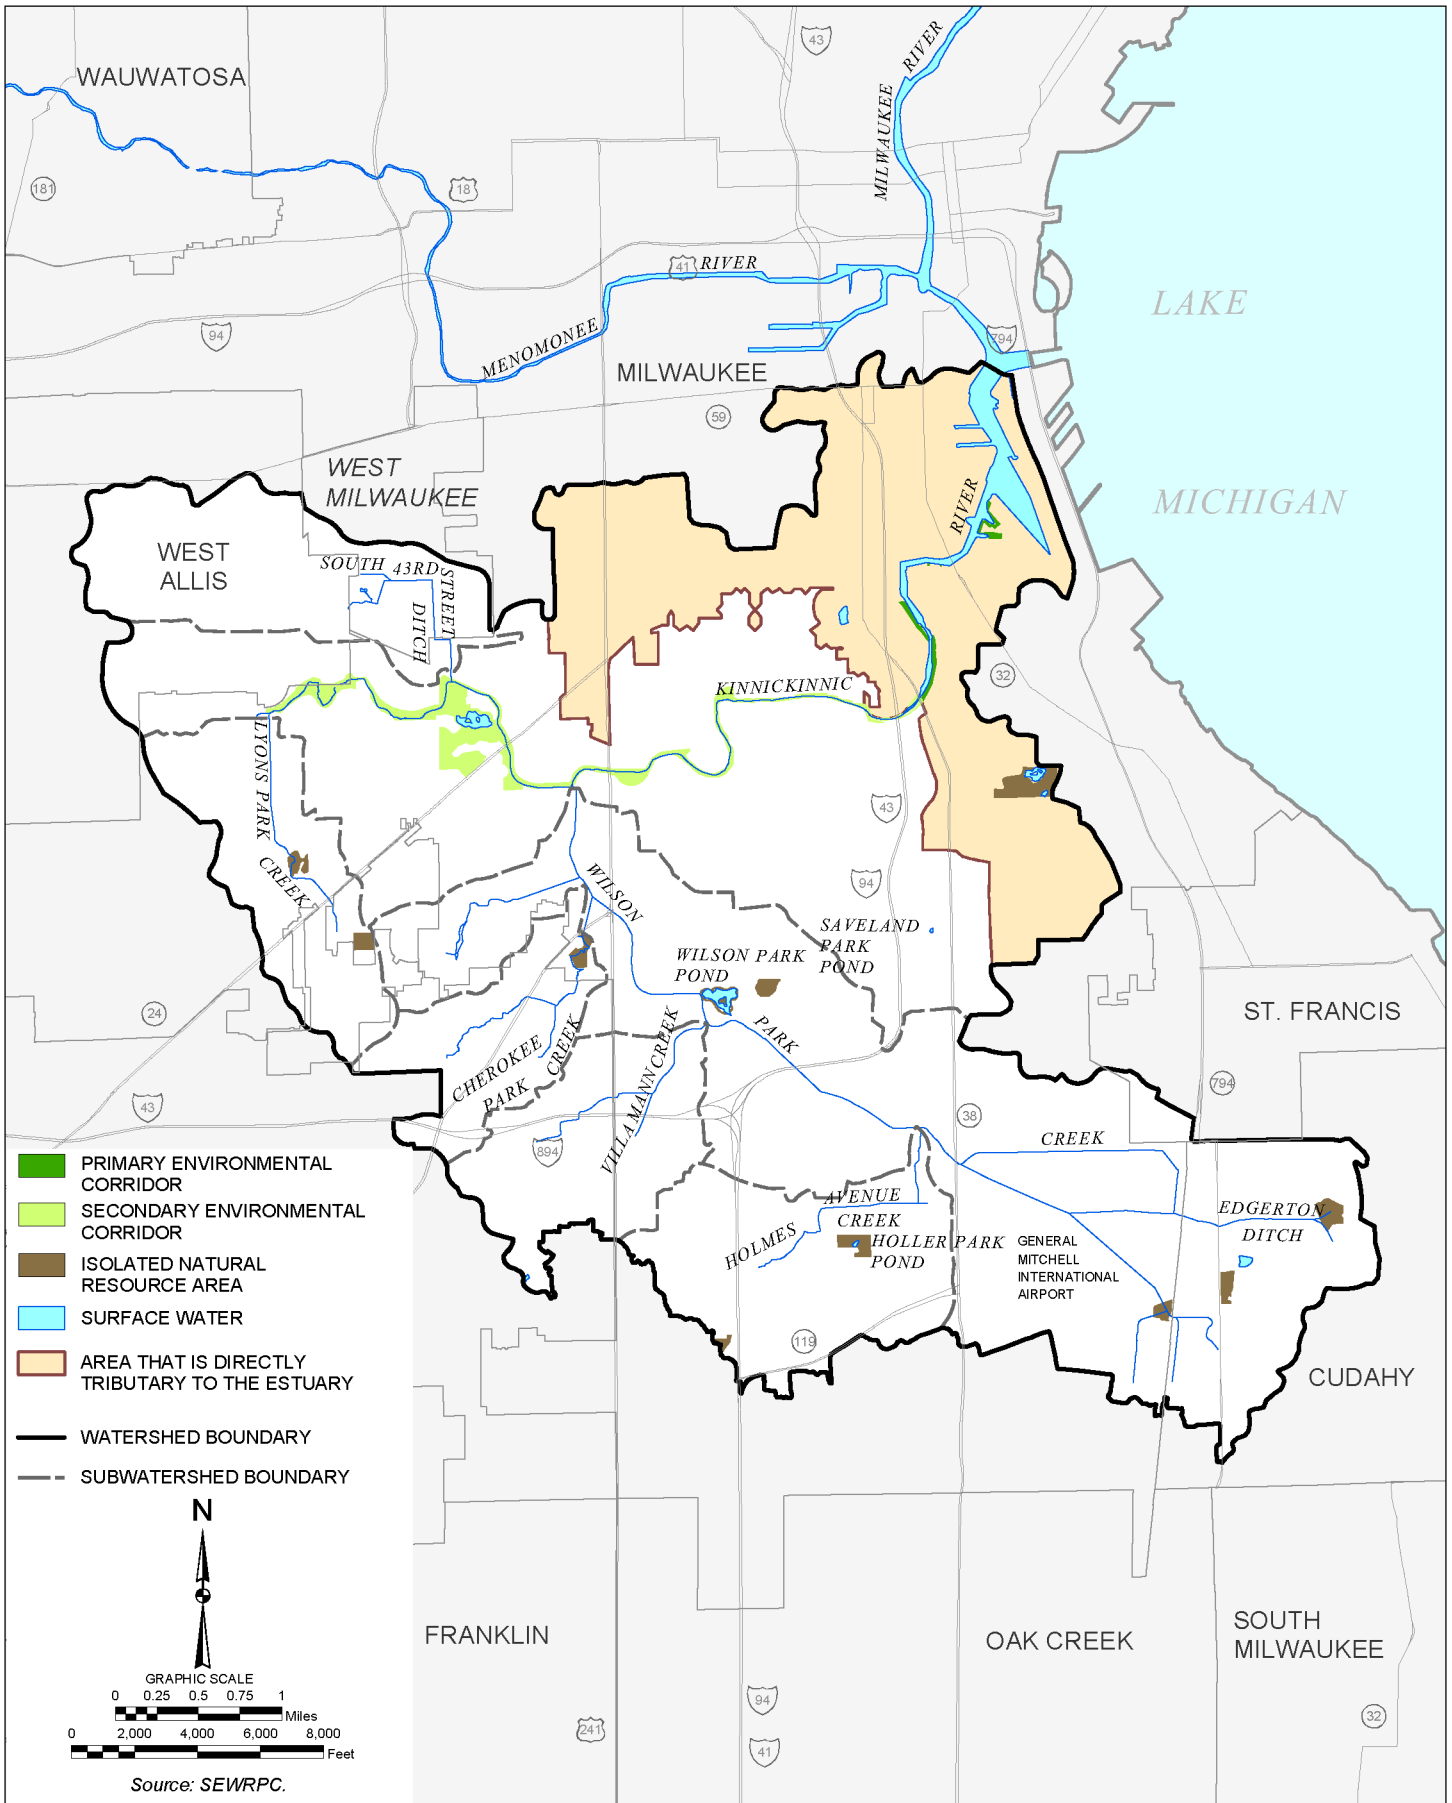 WAUWATOSA
43
RIVER
MILWAUKEE
181
18
41
RIVER
LAKE
94
MENOMONEE
794
MILWAUKEE
59
WEST
MILWAUKEE
MICHIGAN
RIVER
WEST
ALLIS
SOUTH 43RD
STREET
DITCH
32
KINNICKINNIC
LYONS PARK
CREEK
43
94
WILSON
SAVELAND
PARK
POND
WILSON PARK
POND
24
ST. FRANCIS
PARK
CHEROKEE
PARK
CREEK
VILLA MANN CREEK
794
43
38
894
CREEK
AVENUE
CREEK
HOLMES
HOLLER PARK
POND
EDGERTON
DITCH
GENERAL
MITCHELL
INTERNATIONAL
AIRPORT
119
CUDAHY
PRIMARY ENVIRONMENTAL
CORRIDOR
SECONDARY ENVIRONMENTAL
CORRIDOR
ISOLATED NATURAL
RESOURCE AREA
SURFACE WATER
AREA THAT IS DIRECTLY
TRIBUTARY TO THE ESTUARY
WATERSHED BOUNDARY
SUBWATERSHED BOUNDARY
N
FRANKLIN
OAK CREEK
SOUTH
MILWAUKEE
GRAPHIC SCALE
0 0.25 0.5 0.75 1
Miles
0 2,000 4,000 6,000 8,000
Feet
94
241
41
32
Source: SEWRPC.